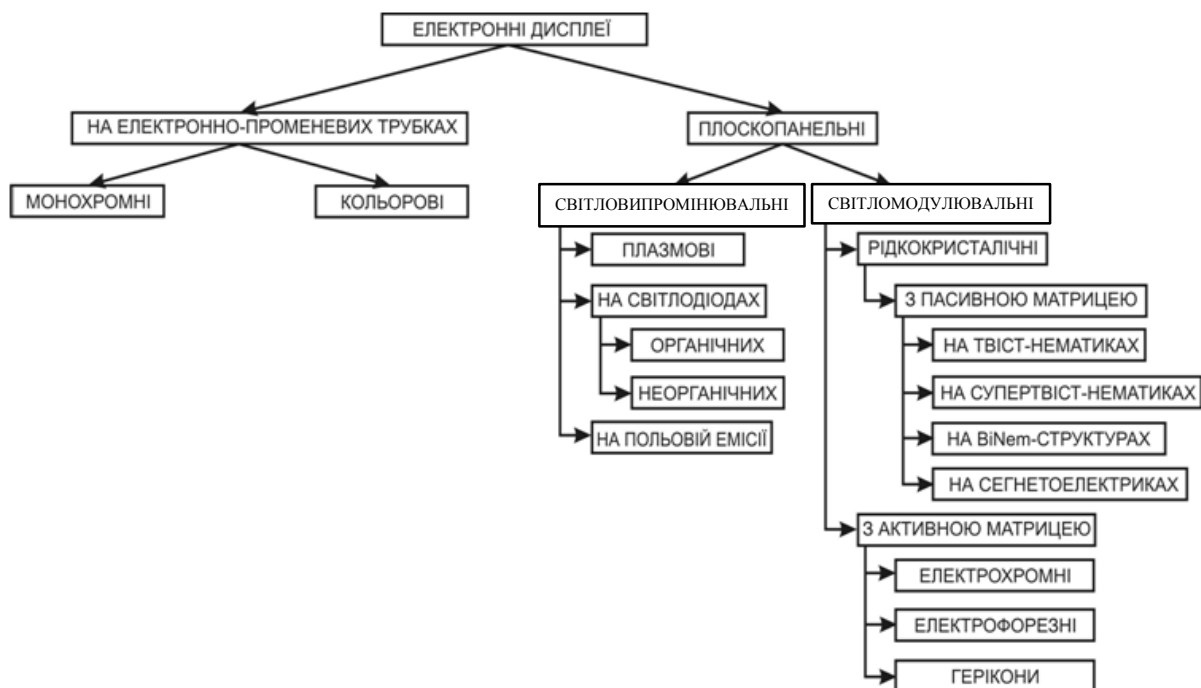 ЕЛЕКТРОННІ ДИСПЛЕЇ
НА ЕЛЕКТРОННО-ПРОМЕНЕВИХ ТРУБКАХ
ПЛОСКОПАНЕЛЬНІ
МОНОХРОМНІ
КОЛЬОРОВІ
СВІТЛОВИПРОМІНЮВАЛЬНІ
СВІТЛОМОДУЛЮВАЛЬНІ
ПЛАЗМОВІ
НА СВІТЛОДІОДАХ
ОРГАНІЧНИХ
НЕОРГАНІЧНИХ
НА ПОЛЬОВІЙ ЕМІСІЇ
РІДКОКРИСТАЛІЧНІ
З ПАСИВНОЮ МАТРИЦЕЮ
НА ТВІСТ-НЕМАТИКАХ
НА СУПЕРТВІСТ-НЕМАТИКАХ
НА BiNem-СТРУКТУРАХ
НА СЕГНЕТОЕЛЕКТРИКАХ
З АКТИВНОЮ МАТРИЦЕЮ
ЕЛЕКТРОХРОМНІ
ЕЛЕКТРОФОРЕЗНІ
ГЕРІКОНИ